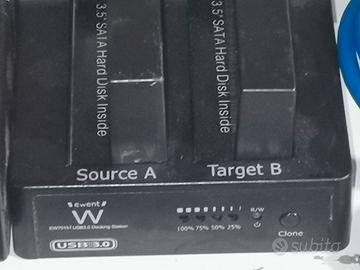 3.5" SATA Hard Disk Inside
3.5" SATA Hard Disk Inside
Source A
Target B
ewent
EW7015? USB3.0 Docking Station
USB 3.0
100% 75% 50% 25%
R/W
Clone
subito